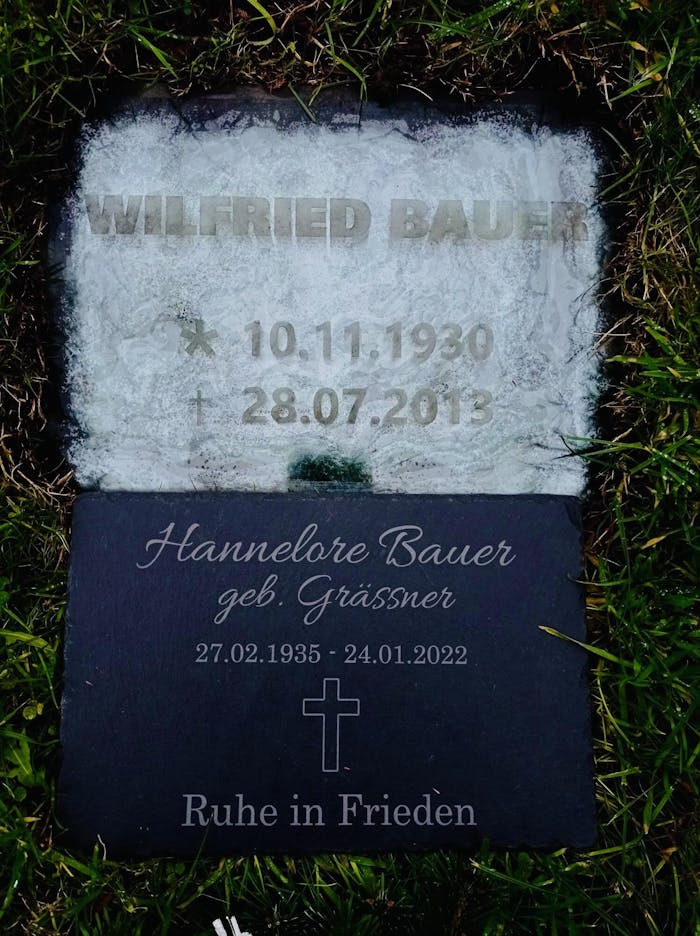 WILFRIED BAUER
* 10.11.1930
† 28.07.2013
Hannelore Bauer
geb. Grässner
27.02.1935 - 24.01.2022
Ruhe in Frieden